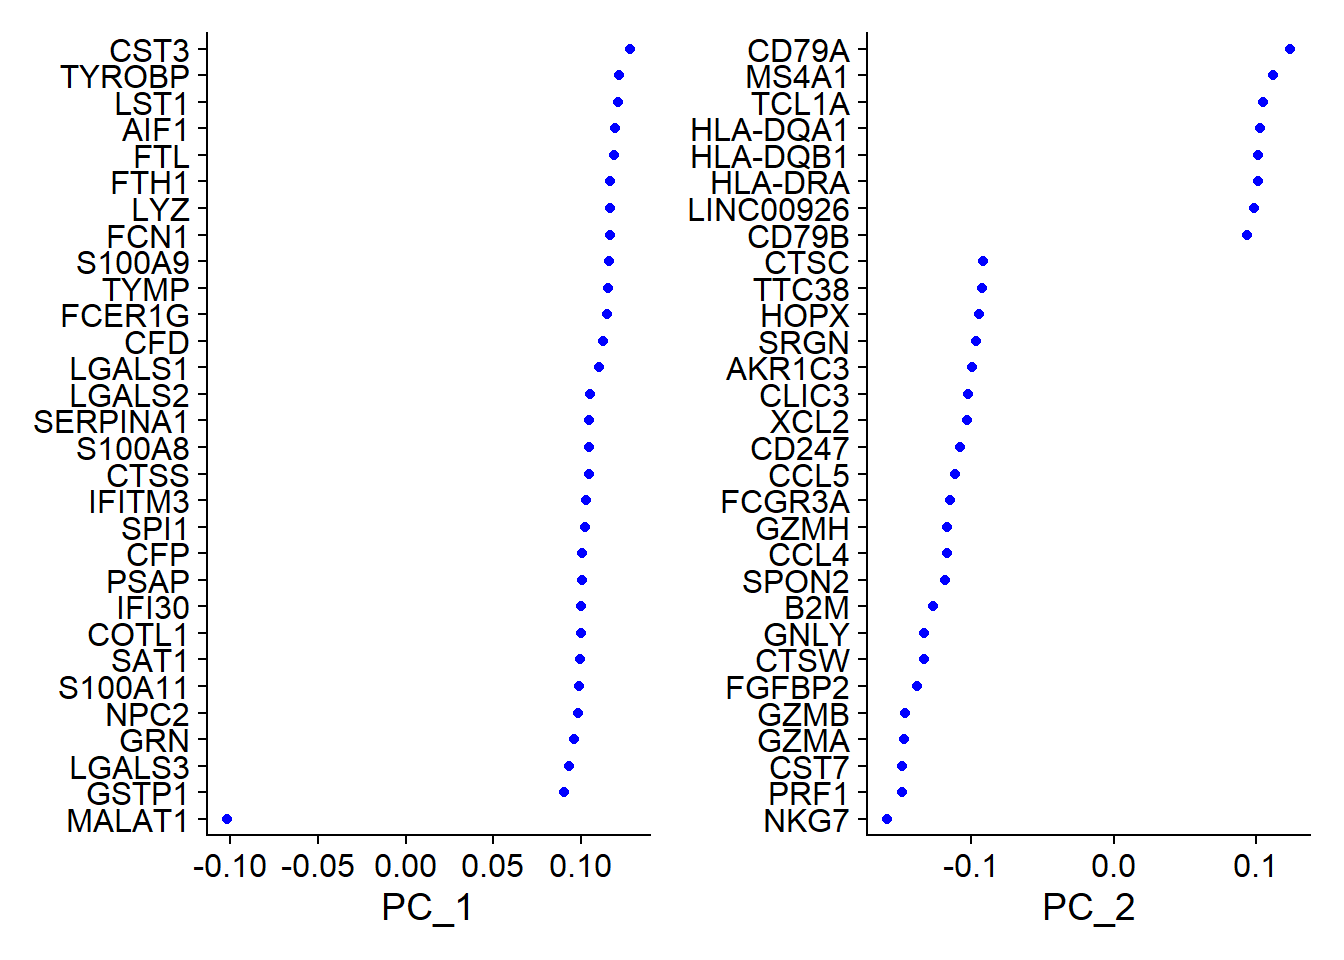 CST3
TYROBP
LST1
AIF1
FTL
FTH1
LYZ
FCN1
S100A9
TYMP
FCER1G
CFD
LGALS1
LGALS2
SERPINA1
S100A8
CTSS
IFITM3
SPI1
CFP
PSAP
IFI30
COTL1
SAT1
S100A11
NPC2
GRN
LGALS3
GSTP1
MALAT1
-0.10 -0.05 0.00 0.05 0.10
PC_1
CD79A
MS4A1
TCL1A
HLA-DQA1
HLA-DQB1
HLA-DRA
LINC00926
CD79B
CTSC
TTC38
HOPX
SRGN
AKR1C3
CLIC3
XCL2
CD247
CCL5
FCGR3A
GZMH
CCL4
SPON2
B2M
GNLY
CTSW
FGFBP2
GZMB
GZMA
CST7
PRF1
NKG7
-0.1 0.0 0.1
PC_2